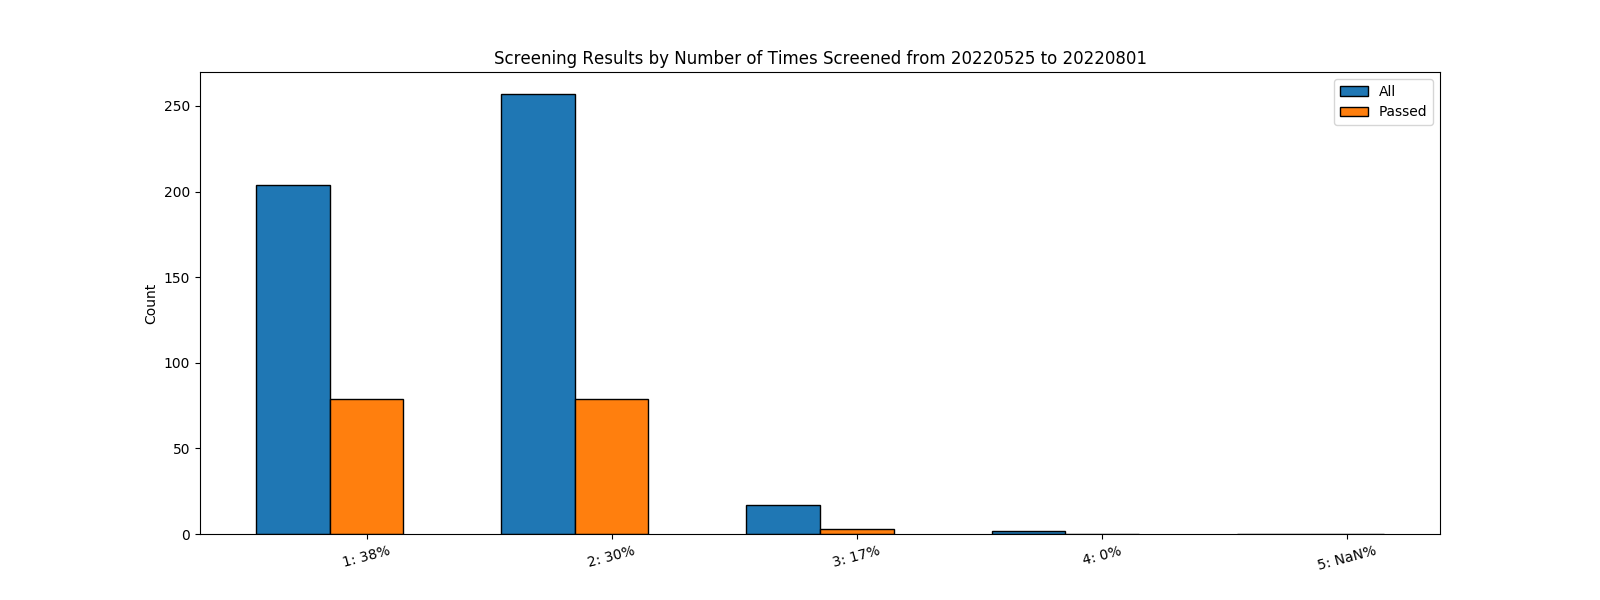 Screening Results by Number of Times Screened from 20220525 to 20220801
All
Passed
250
200
150
100
50
0
Count
1: 38%
2: 30%
3: 17%
4: 0%
5: NaN%